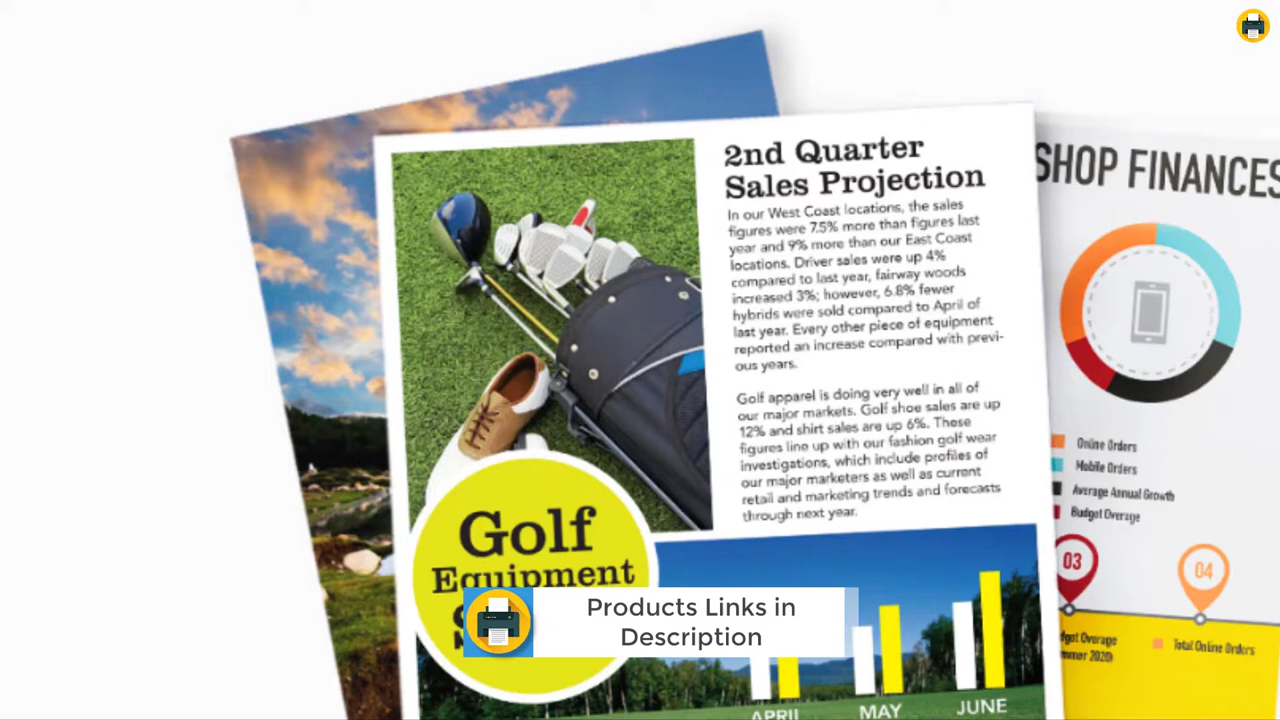 2nd Quarter
Sales Projection
In our West Coast locations, the sales
figures were 7.5% more than figures last
year and 9% more than our East Coast
locations. Driver sales were up 4%
compared to last year, fairway woods
increased 3%; however, 6.8% fewer
hybrids were sold compared to April of
last year. Every other piece of equipment
reported an increase compared with previ-
ous years.
Golf apparel is doing very well in all of
our major markets. Golf shoe sales are up
12% and shirt sales are up 6%. These
figures line up with our fashion golf wear
investigations, which include profiles of
our major marketers as well as current
retail and marketing trends and forecasts
through next year.
Golf
Equipment
APRIL
MAY
JUNE
SHOP FINANCES
Online Orders
Mobile Orders
Average Annual Growth
Budget Overage
03
04
Overage
2020)
Total Online Orders
Products Links in
Description